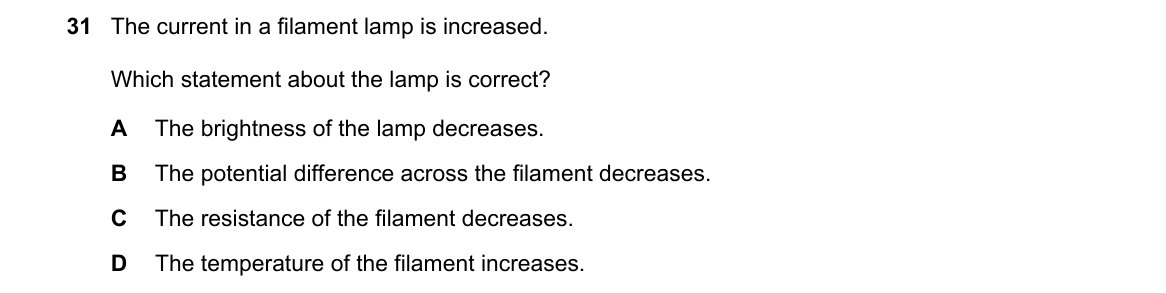 31 The current in a filament lamp is increased.
Which statement about the lamp is correct?
A The brightness of the lamp decreases.
B The potential difference across the filament decreases.
C The resistance of the filament decreases.
D The temperature of the filament increases.